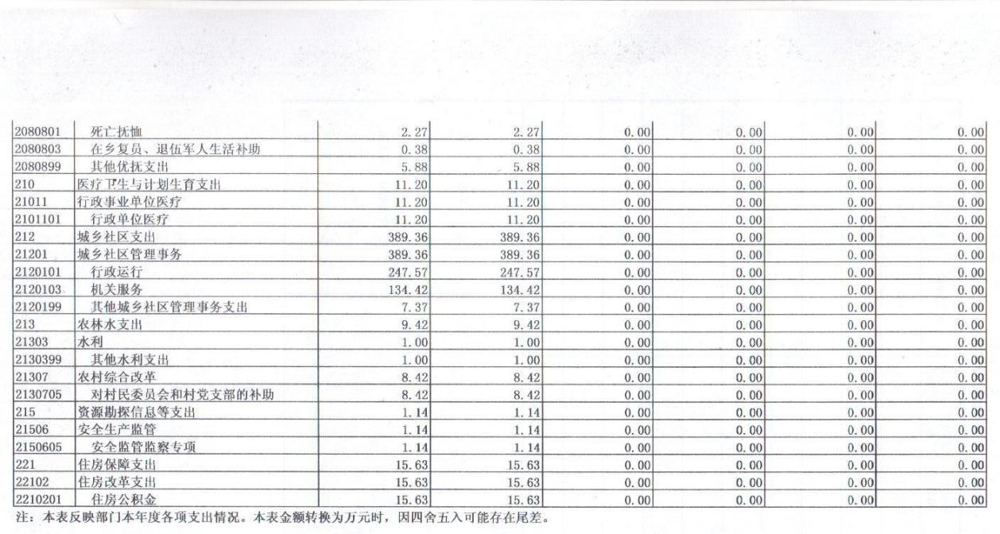 2080801 死亡抚恤 2.27 2.27 0.00 0.00 0.00 0.00
2080803 在乡复员、退伍军人生活补助 0.38 0.38 0.00 0.00 0.00 0.00
2080899 其他优抚支出 5.88 5.88 0.00 0.00 0.00 0.00
210 医疗卫生与计划生育支出 11.20 11.20 0.00 0.00 0.00 0.00
21011 行政事业单位医疗 11.20 11.20 0.00 0.00 0.00 0.00
2101101 行政单位医疗 11.20 11.20 0.00 0.00 0.00 0.00
212 城乡社区支出 389.36 389.36 0.00 0.00 0.00 0.00
21201 城乡社区管理事务 389.36 389.36 0.00 0.00 0.00 0.00
2120101 行政运行 247.57 247.57 0.00 0.00 0.00 0.00
2120103 机关服务 134.42 134.42 0.00 0.00 0.00 0.00
2120199 其他城乡社区管理事务支出 7.37 7.37 0.00 0.00 0.00 0.00
213 农林水支出 9.42 9.42 0.00 0.00 0.00 0.00
21303 水利 1.00 1.00 0.00 0.00 0.00 0.00
2130399 其他水利支出 1.00 1.00 0.00 0.00 0.00 0.00
21307 农村综合改革 8.42 8.42 0.00 0.00 0.00 0.00
2130705 对村民委员会和村党支部的补助 8.42 8.42 0.00 0.00 0.00 0.00
215 资源勘探信息等支出 1.14 1.14 0.00 0.00 0.00 0.00
21506 安全生产监管 1.14 1.14 0.00 0.00 0.00 0.00
2150605 安全监管监察专项 1.14 1.14 0.00 0.00 0.00 0.00
221 住房保障支出 15.63 15.63 0.00 0.00 0.00 0.00
22102 住房改革支出 15.63 15.63 0.00 0.00 0.00 0.00
2210201 住房公积金 15.63 15.63 0.00 0.00 0.00 0.00
注：本表反映部门本年度各项支出情况。本表金额转换为万元时，因四舍五入可能存在尾差。